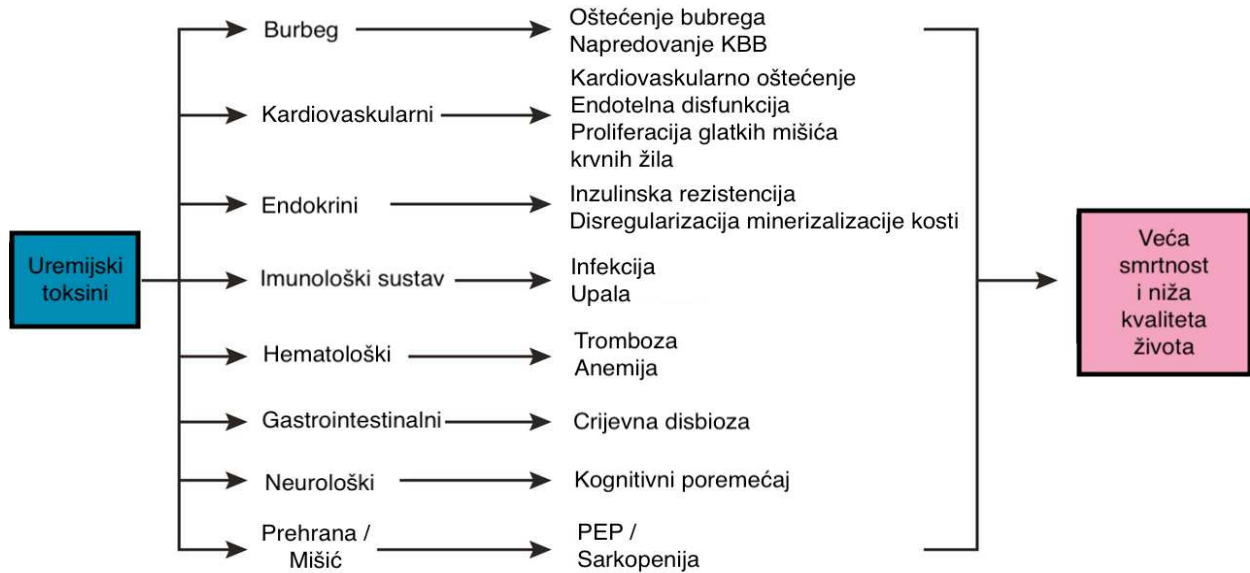 Uremijski
toksini
Burbeg
Oštećenje bubrega
Napredovanje KBB
Kardiovaskularni
Kardiovaskularno oštećenje
Endotelna disfunkcija
Proliferacija glatkih mišića
krvnih žila
Endokrini
Inzulinska rezistencija
Disregularizacija minerizalizacije kosti
Imunološki sustav
Infekcija
Upala
Hematološki
Tromboza
Anemija
Gastrointestinalni
Crijevna disbioza
Neurološki
Kognitivni poremećaj
Prehrana /
Mišić
PEP /
Sarkopenija
Veća
smrtnost
i niža
kvaliteta
života